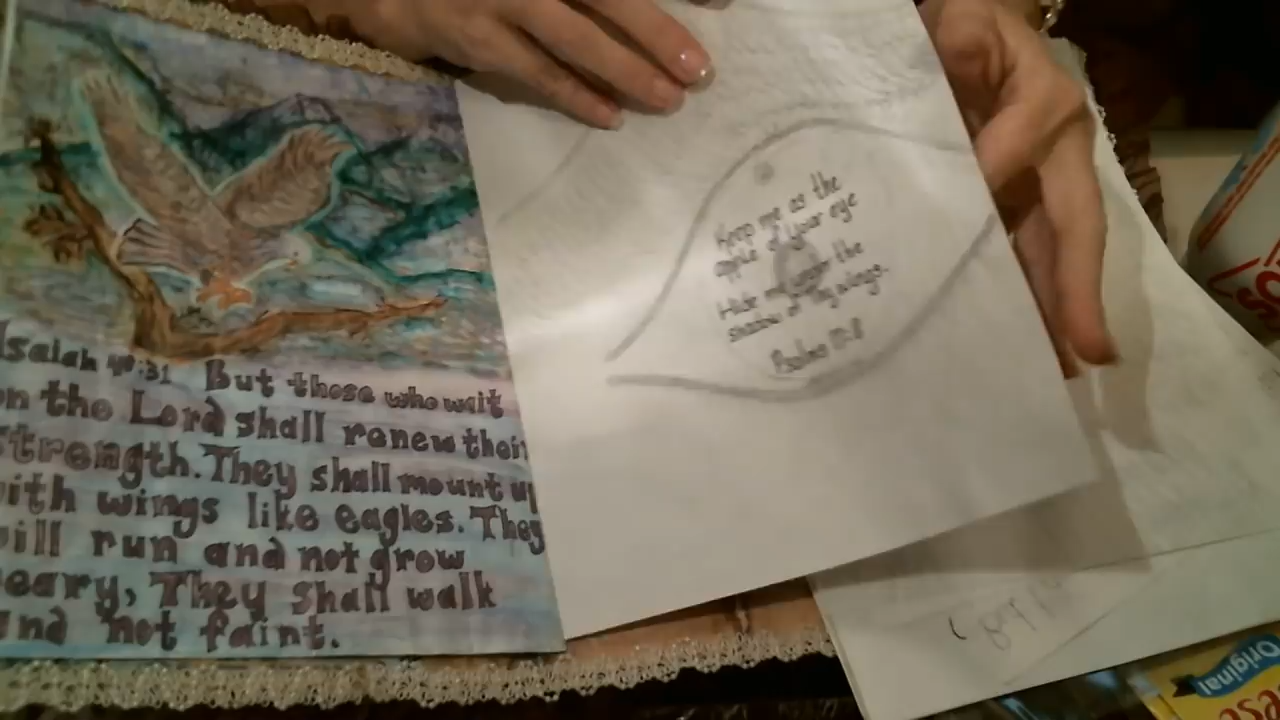 Isaiah 40:31 But those who wait
on the Lord shall renew their
Strength. They shall mount up
with wings like eagles. They
will run and not grow
weary, They shall walk
and not faint.
Keep me as the
apple of your eye
Hide me under the
shadow of thy wings.
Psalms 17:8
Original